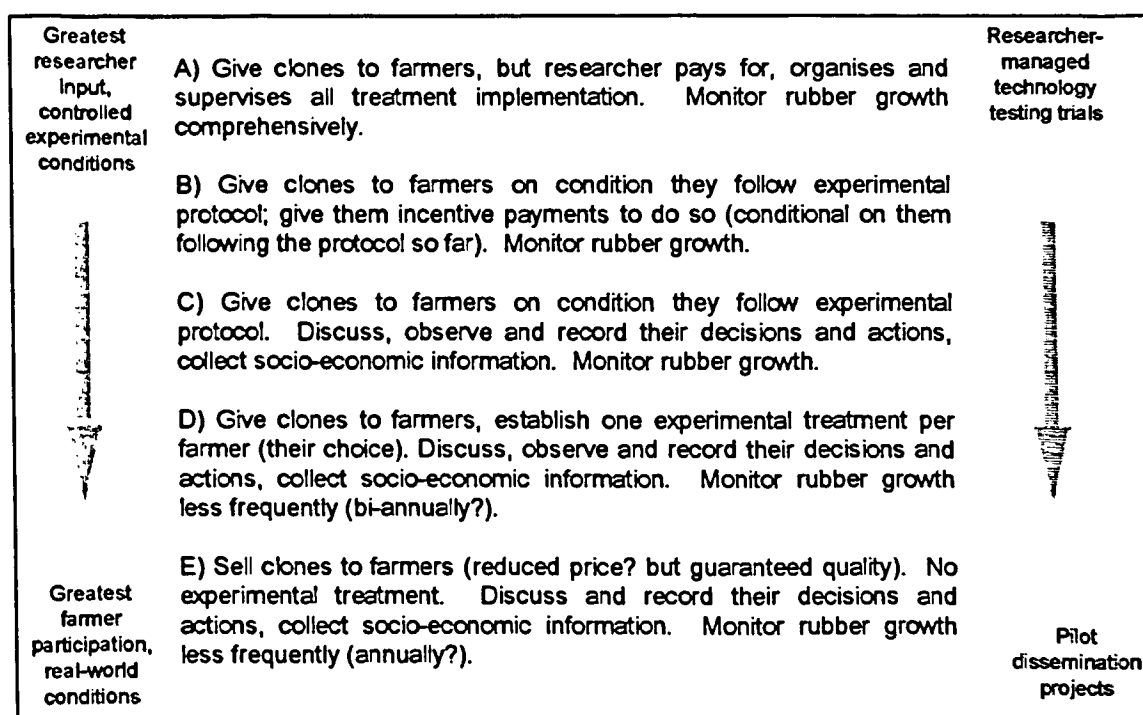 Greatest
researcher
input,
controlled
experimental
conditions
A) Give clones to farmers, but researcher pays for, organises and
supervises all treatment implementation. Monitor rubber growth
comprehensively.
Researcher-
managed
technology
testing trials
B) Give clones to farmers on condition they follow experimental
protocol; give them incentive payments to do so (conditional on them
following the protocol so far). Monitor rubber growth.
C) Give clones to farmers on condition they follow experimental
protocol. Discuss, observe and record their decisions and actions,
collect socio-economic information. Monitor rubber growth.
D) Give clones to farmers, establish one experimental treatment per
farmer (their choice). Discuss, observe and record their decisions and
actions, collect socio-economic information. Monitor rubber growth
less frequently (bi-annually?).
E) Sell clones to farmers (reduced price? but guaranteed quality). No
experimental treatment. Discuss and record their decisions and
actions, collect socio-economic information. Monitor rubber growth
less frequently (annually?).
Greatest
farmer
participation,
real-world
conditions
Pilot
dissemination
projects